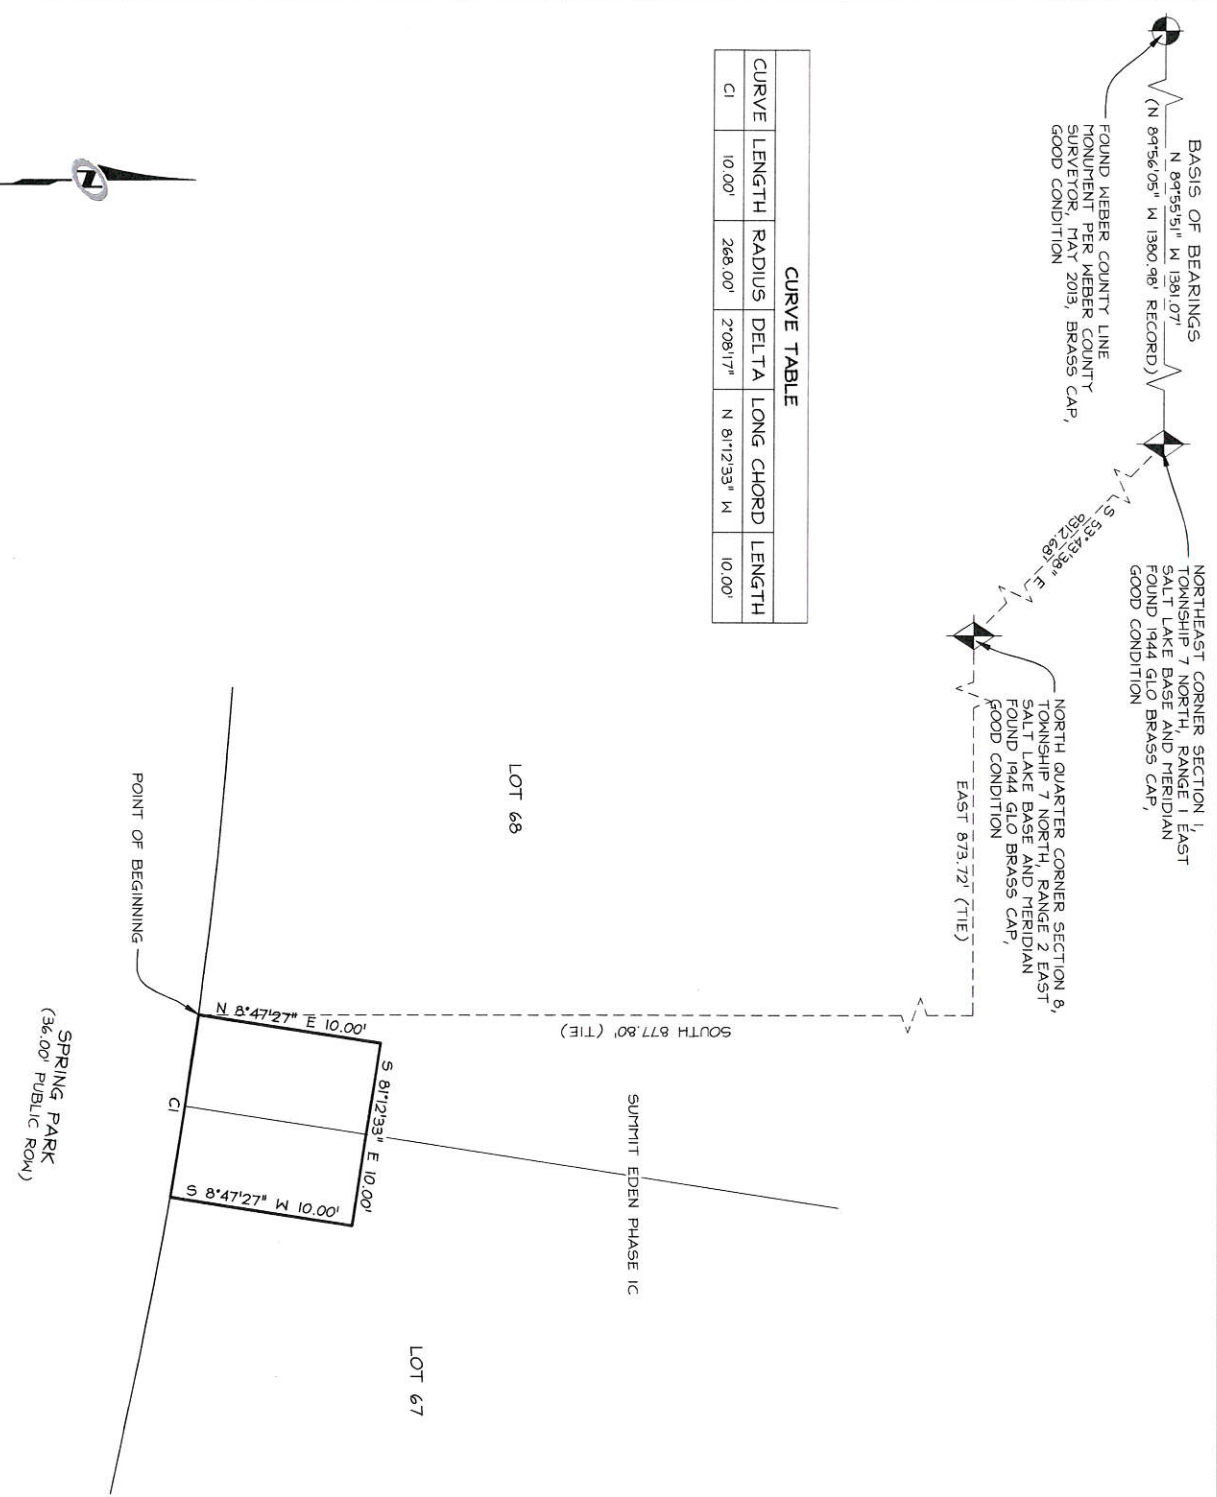 BASIS OF BEARINGS
N 89°55'51" W 1381.07'
(N 89°56'05" W 1380.98' RECORD)
FOUND WEBER COUNTY LINE
MONUMENT PER WEBER COUNTY
SURVEYOR, MAY 2013, BRASS CAP,
GOOD CONDITION
NORTHEAST CORNER SECTION 1,
TOWNSHIP 7 NORTH, RANGE 1 EAST
SALT LAKE BASE AND MERIDIAN
FOUND 1944 GLO BRASS CAP,
GOOD CONDITION
S 53°43'38" E
9312.68'
NORTH QUARTER CORNER SECTION 8,
TOWNSHIP 7 NORTH, RANGE 2 EAST,
SALT LAKE BASE AND MERIDIAN
FOUND 1944 GLO BRASS CAP,
GOOD CONDITION
EAST 873.72' (TIE)
CURVE TABLE
CURVE LENGTH RADIUS DELTA LONG CHORD LENGTH
C1 10.00' 268.00' 2°08'17" N 81°12'33" W 10.00'
SOUTH 877.80' (TIE)
SUMMIT EDEN PHASE 1C
LOT 68
LOT 67
N 8°47'27" E 10.00'
S 81°12'33" E 10.00'
S 8°47'27" W 10.00'
C1
POINT OF BEGINNING
SPRING PARK
(36.00' PUBLIC ROW)
N